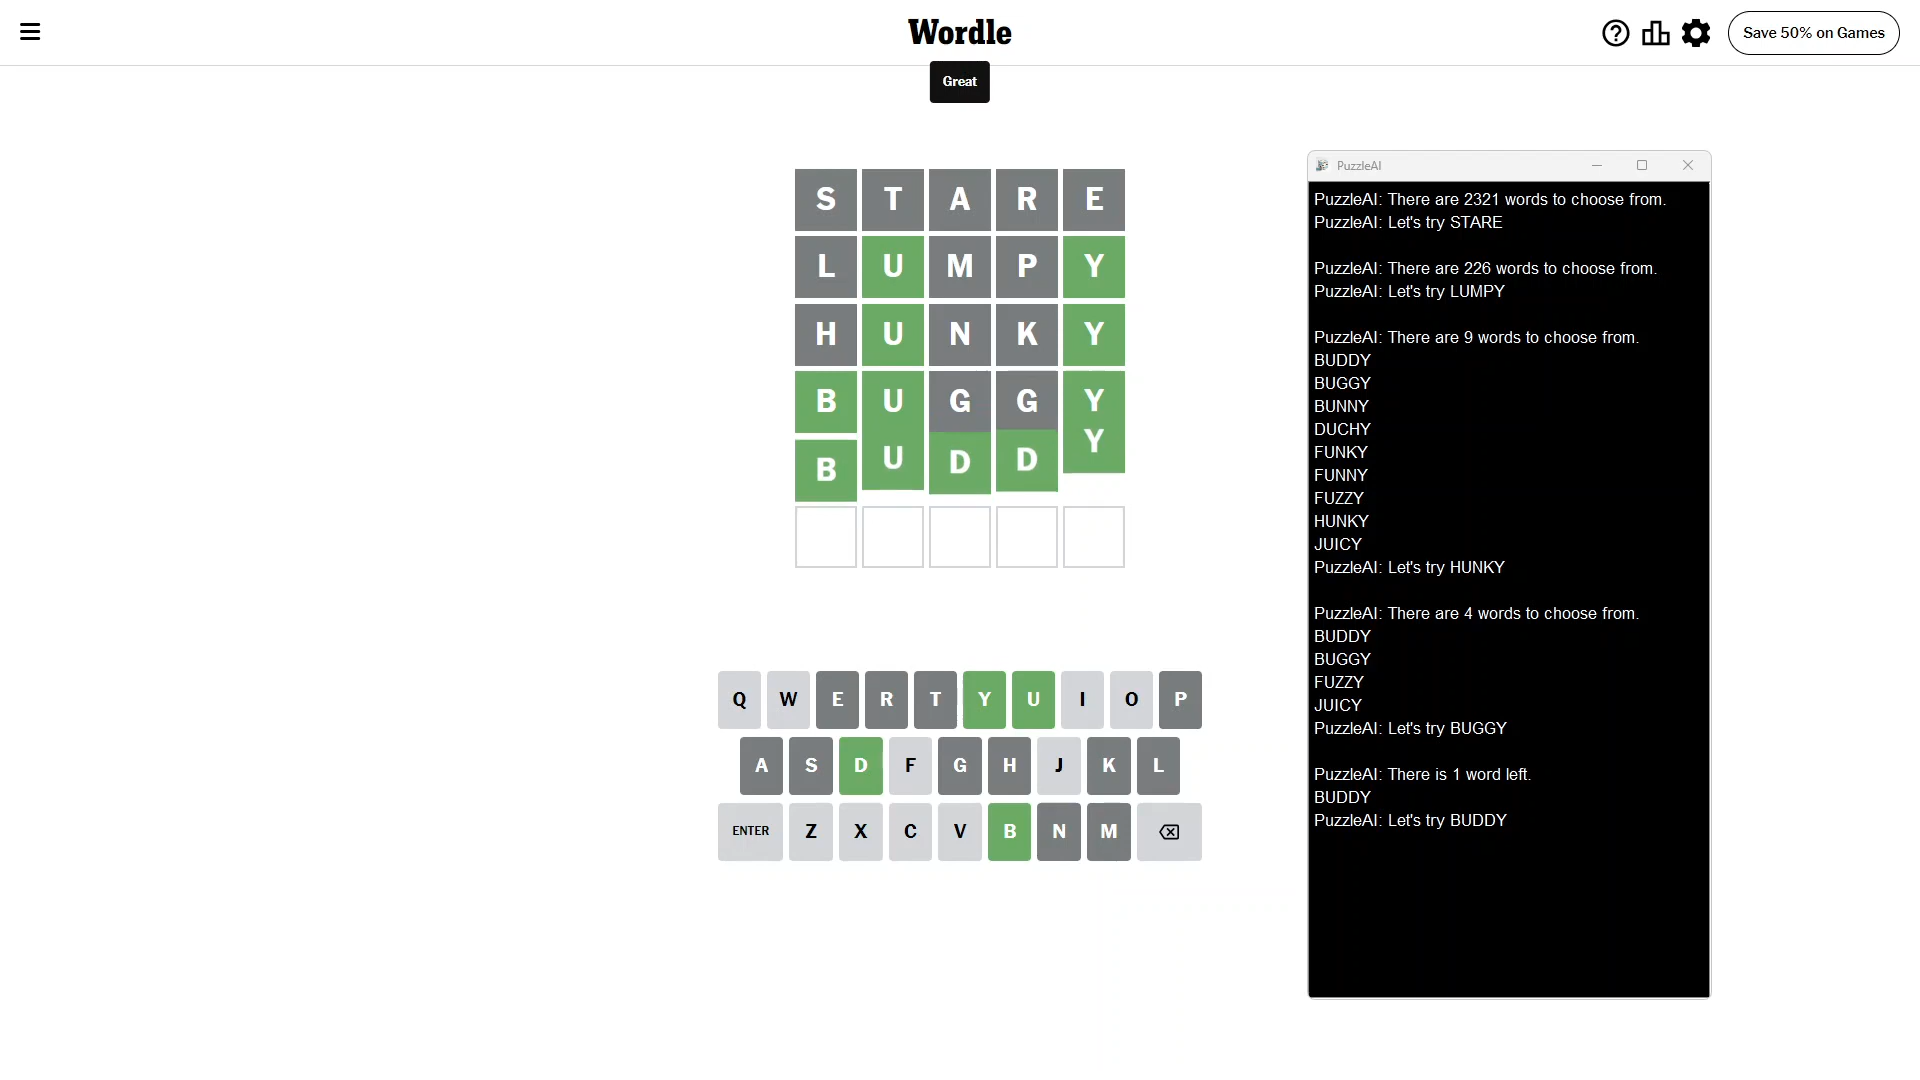 Wordle
Save 50% on Games
Great
S T A R E
L U M P Y
H U N K Y
B U G G Y
B U D D Y
Q W E R T Y U I O P
A S D F G H J K L
ENTER Z X C V B N M
PuzzleAI
PuzzleAI: There are 2321 words to choose from.
PuzzleAI: Let's try STARE
PuzzleAI: There are 226 words to choose from.
PuzzleAI: Let's try LUMPY
PuzzleAI: There are 9 words to choose from.
BUDDY
BUGGY
BUNNY
DUCHY
FUNKY
FUNNY
FUZZY
HUNKY
JUICY
PuzzleAI: Let's try HUNKY
PuzzleAI: There are 4 words to choose from.
BUDDY
BUGGY
FUZZY
JUICY
PuzzleAI: Let's try BUGGY
PuzzleAI: There is 1 word left.
BUDDY
PuzzleAI: Let's try BUDDY